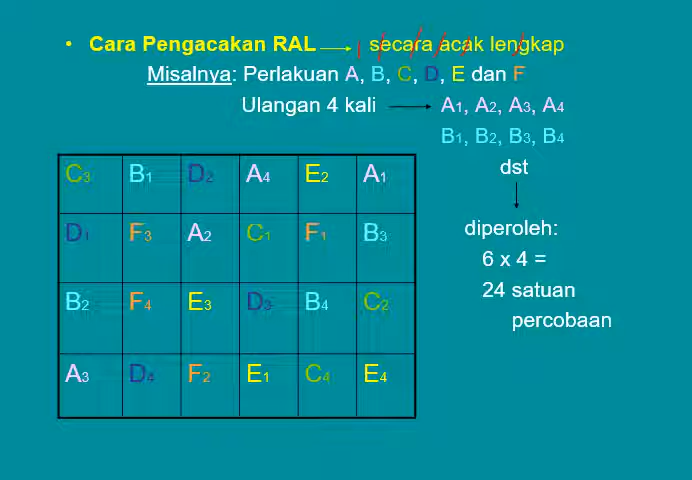 • Cara Pengacakan RAL → secara acak lengkap
Misalnya: Perlakuan A, B, C, D, E dan F
Ulangan 4 kali → A1, A2, A3, A4
B1, B2, B3, B4
dst
diperoleh:
6 x 4 =
24 satuan
percobaan
C3 B1 D2 A4 E2 A1
D1 F3 A2 C1 F1 B3
B2 F4 E3 D3 B4 C2
A3 D4 F2 E1 C4 E4